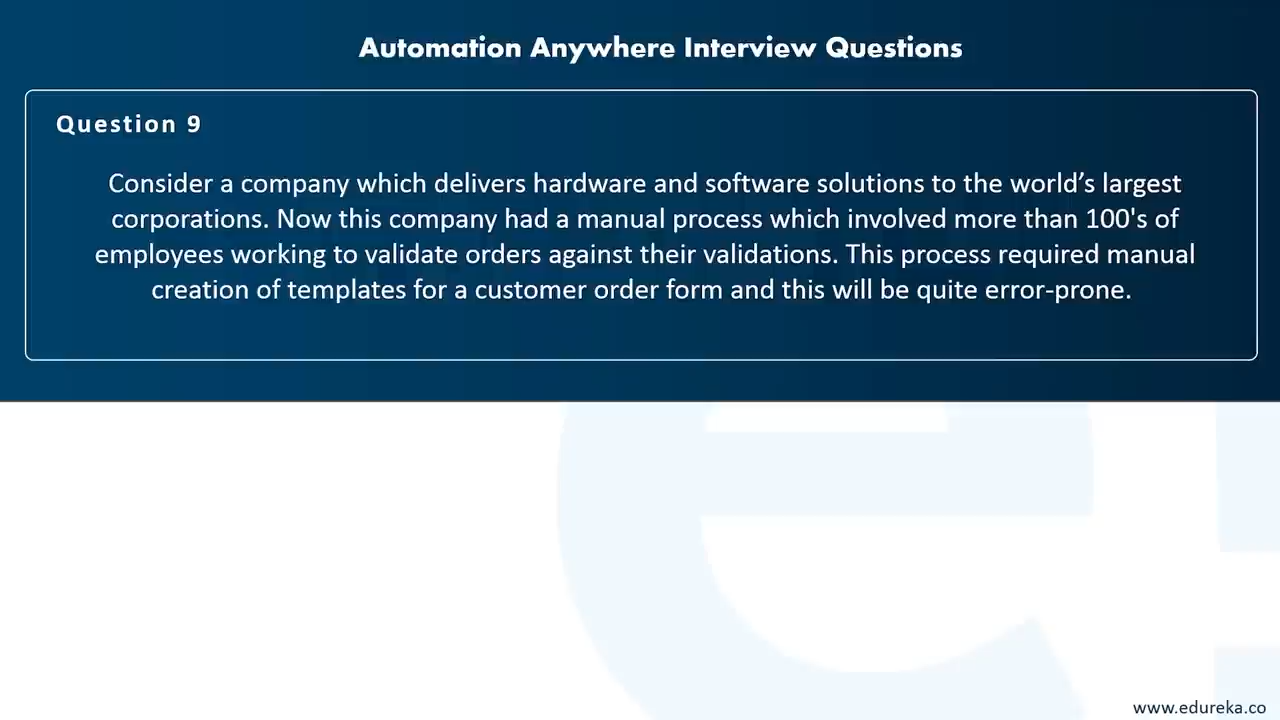 Automation Anywhere Interview Questions
Question 9
Consider a company which delivers hardware and software solutions to the world’s largest
corporations. Now this company had a manual process which involved more than 100's of
employees working to validate orders against their validations. This process required manual
creation of templates for a customer order form and this will be quite error-prone.
www.edureka.co